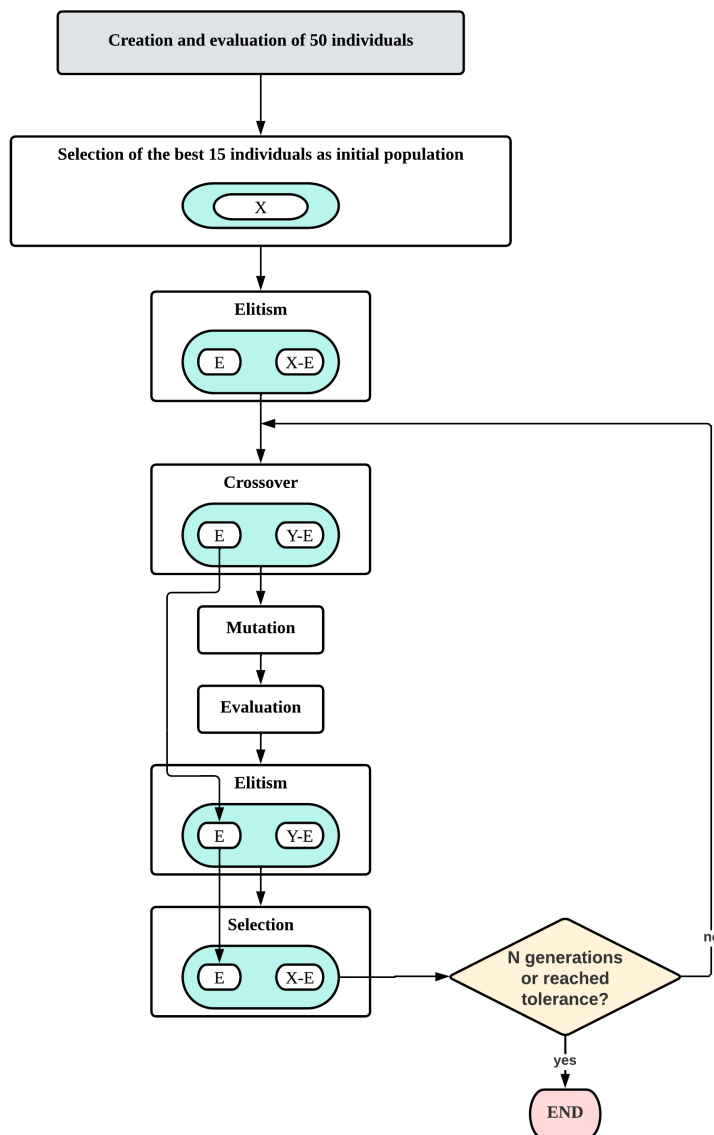 Creation and evaluation of 50 individuals
Selection of the best 15 individuals as initial population
X
Elitism
E X-E
Crossover
E Y-E
Mutation
Evaluation
Elitism
E Y-E
Selection
E X-E
N generations
or reached
tolerance?
yes
END